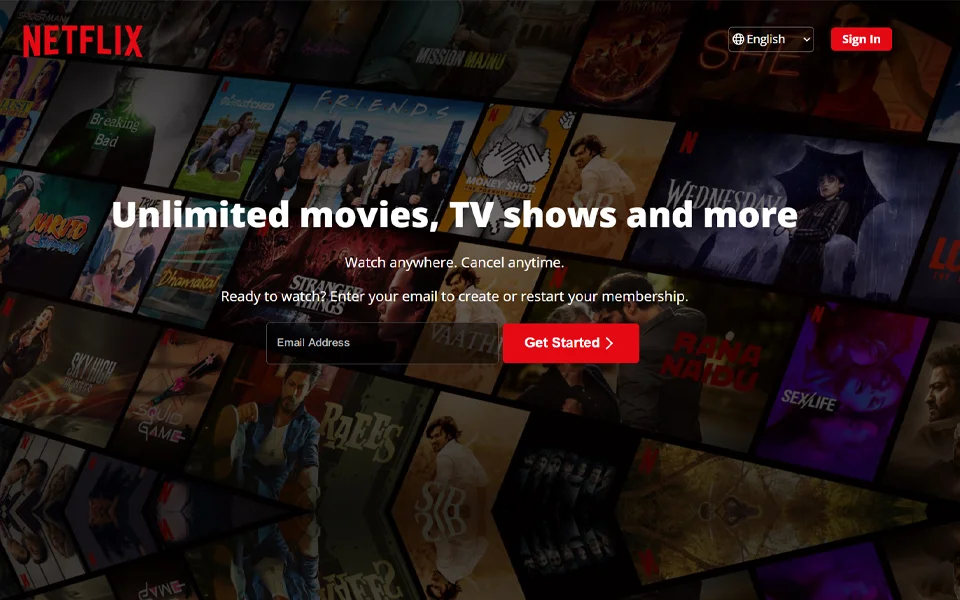 NETFLIX
English
Sign In
MISSION MAJNU
SHE
FRIENDS
Breaking
Bad
MONEY SHOT:
SIR
WEDNESDAY
NARUTO
Unlimited movies, TV shows and more
Watch anywhere. Cancel anytime.
Dhamaka
STRANGER
THINGS
Ready to watch? Enter your email to create or restart your membership.
Email Address
Get Started
VAATHI
RANA
NAIDU
SKY HIGH
SQUID
GAME
RAEES
SEX/LIFE
SIR